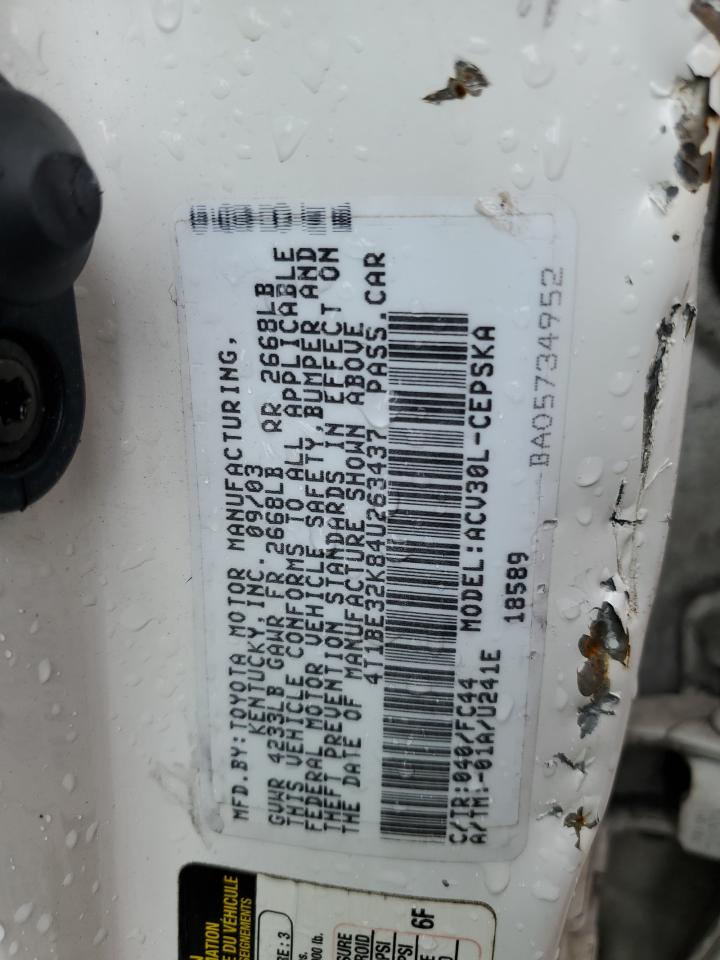 MFD.BY:TOYOTA MOTOR MANUFACTURING,
KENTUCKY,INC. 09/03
GVWR 4233LB GAWR FR 2668LB RR 2668LB
THIS VEHICLE CONFORMS TO ALL APPLICABLE
FEDERAL MOTOR VEHICLE SAFETY,BUMPER AND
THEFT PREVENTION STANDARDS IN EFFECT ON
THE DATE OF MANUFACTURE SHOWN ABOVE
4T1BE32K84U263437 PASS.CAR
C/TR:040/FC44 MODEL:ACV30L-CEPSKA
A/TM:-01A/U241E 18589
BA05734952
DU VÉHICULE